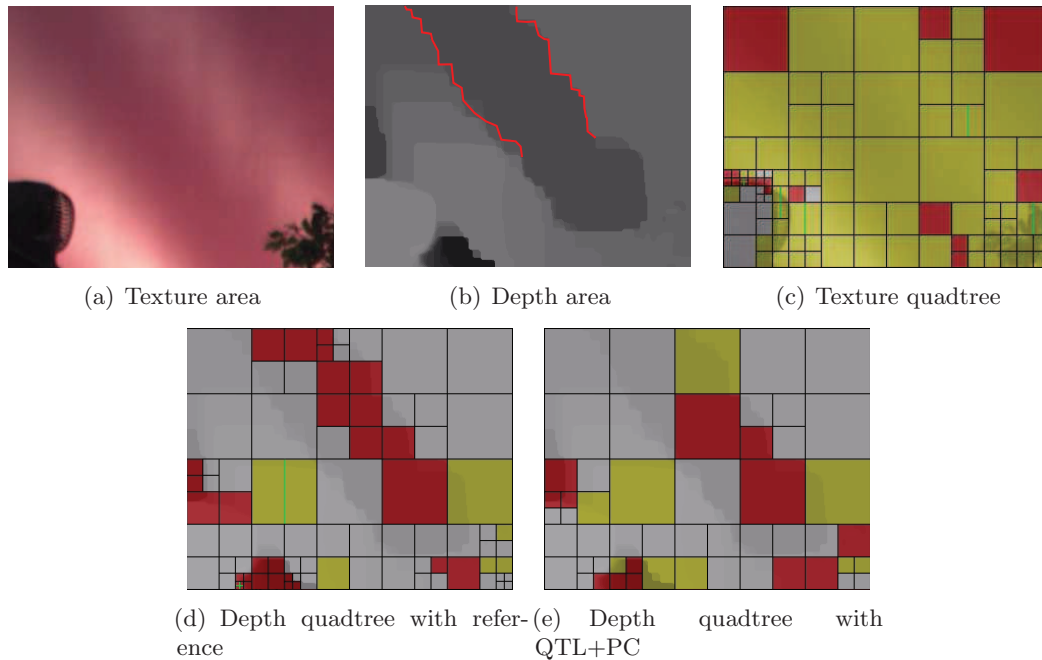 (a) Texture area
(b) Depth area
(c) Texture quadtree
(d) Depth quadtree with refer-
ence
(e) Depth quadtree with
QTL+PC